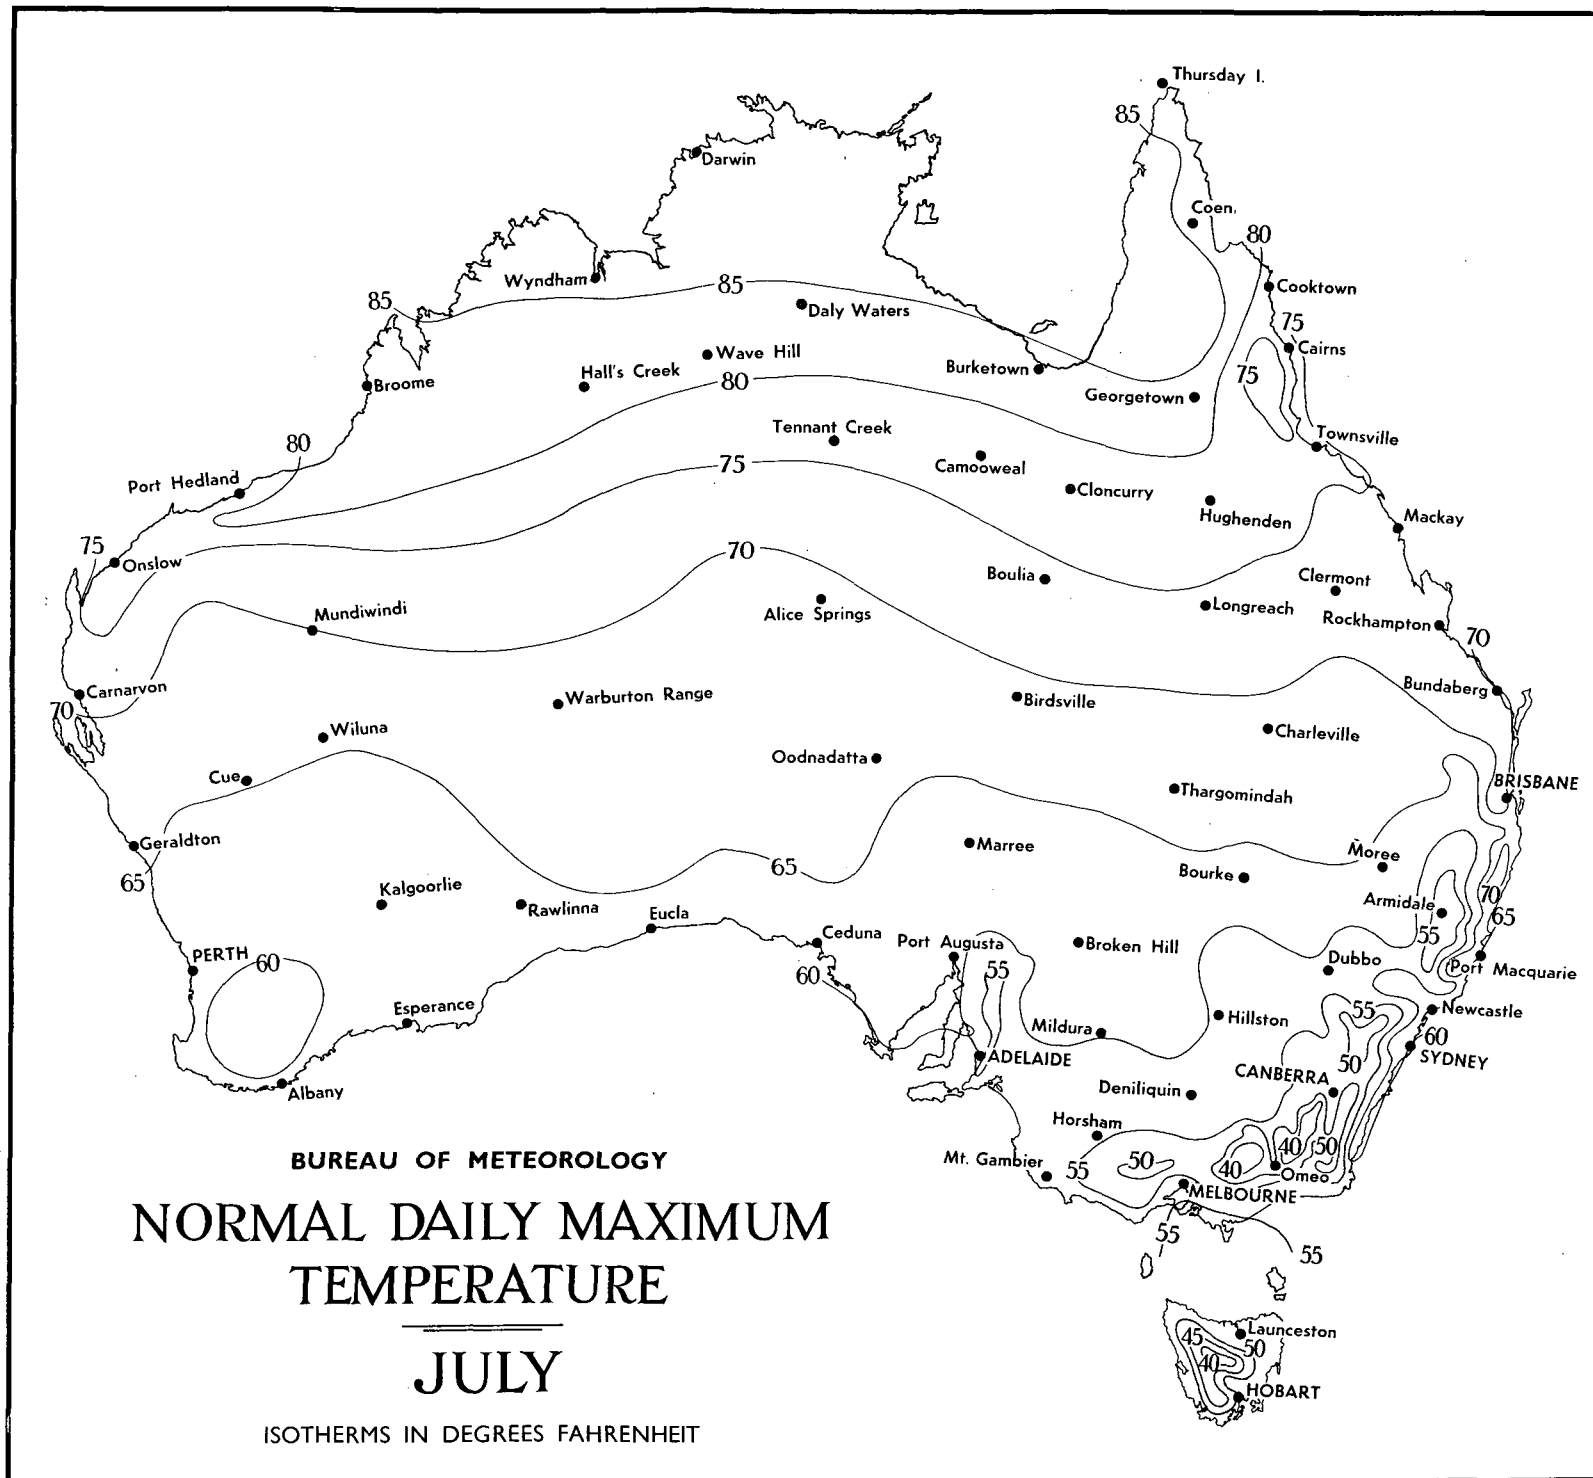 Thursday I.
85
Darwin
Coen.
80
Wyndham
85
85
Cooktown
Daly Waters
75
Cairns
Wave Hill
Hall's Creek
Burketown
Broome
80
75
Georgetown
Tennant Creek
Townsville
80
75
Camooweal
Port Hedland
Cloncurry
Hughenden
Mackay
75
70
Onslow
Boulia
Clermont
Mundiwindi
Alice Springs
Longreach
Rockhampton
70
Carnarvon
Warburton Range
Birdsville
Bundaberg
70
Wiluna
Charleville
Cue
Oodnadatta
BRISBANE
Thargomindah
Geraldton
Marree
Moree
65
65
Bourke
Kalgoorlie
Rawlinna
Eucla
Armidale
70
65
Ceduna
Port Augusta
Broken Hill
55
PERTH
60
60
55
Dubbo
Port Macquarie
Esperance
Mildura
Hillston
55
Newcastle
60
ADELAIDE
50
SYDNEY
CANBERRA
Albany
Deniliquin
Horsham
40
50
Mt. Gambier
55
50
40
Omeo
MELBOURNE
55
55
Launceston
45
50
40
HOBART
BUREAU OF METEOROLOGY
NORMAL DAILY MAXIMUM
TEMPERATURE
JULY
ISOTHERMS IN DEGREES FAHRENHEIT